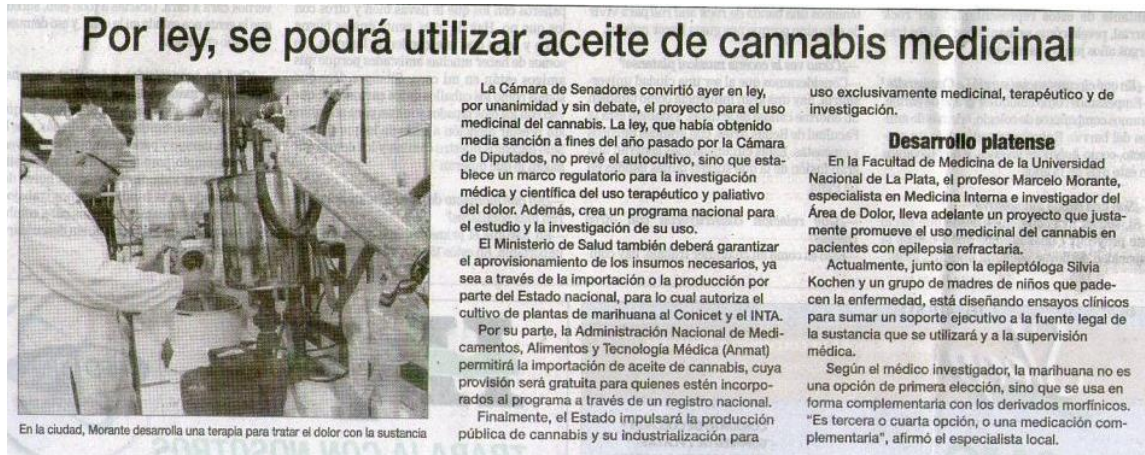 Por ley, se podrá utilizar aceite de cannabis medicinal
En la ciudad, Morante desarrolla una terapia para tratar el dolor con la sustancia
La Cámara de Senadores convirtió ayer en ley,
por unanimidad y sin debate, el proyecto para el uso
medicinal del cannabis. La ley, que había obtenido
media sanción a fines del año pasado por la Cámara
de Diputados, no prevé el autocultivo, sino que esta-
blece un marco regulatorio para la investigación
médica y científica del uso terapéutico y paliativo
del dolor. Además, crea un programa nacional para
el estudio y la investigación de su uso.
El Ministerio de Salud también deberá garantizar
el aprovisionamiento de los insumos necesarios, ya
sea a través de la importación o la producción por
parte del Estado nacional, para lo cual autoriza el
cultivo de plantas de marihuana al Conicet y el INTA.
Por su parte, la Administración Nacional de Medi-
camentos, Alimentos y Tecnología Médica (Anmat)
permitirá la importación de aceite de cannabis, cuya
provisión será gratuita para quienes estén incorpo-
rados al programa a través de un registro nacional.
Finalmente, el Estado impulsará la producción
pública de cannabis y su industrialización para
uso exclusivamente medicinal, terapéutico y de
investigación.
Desarrollo platense
En la Facultad de Medicina de la Universidad
Nacional de La Plata, el profesor Marcelo Morante,
especialista en Medicina Interna e investigador del
Área de Dolor, lleva adelante un proyecto que justa-
mente promueve el uso medicinal del cannabis en
pacientes con epilepsia refractaria.
Actualmente, junto con la epileptóloga Silvia
Kochen y un grupo de madres de niños que pade-
cen la enfermedad, está diseñando ensayos clínicos
para sumar un soporte ejecutivo a la fuente legal de
la sustancia que se utilizará y a la supervisión
médica.
Según el médico investigador, la marihuana no es
una opción de primera elección, sino que se usa en
forma complementaria con los derivados morfínicos.
"Es tercera o cuarta opción, o una medicación com-
plementaria", afirmó el especialista local.